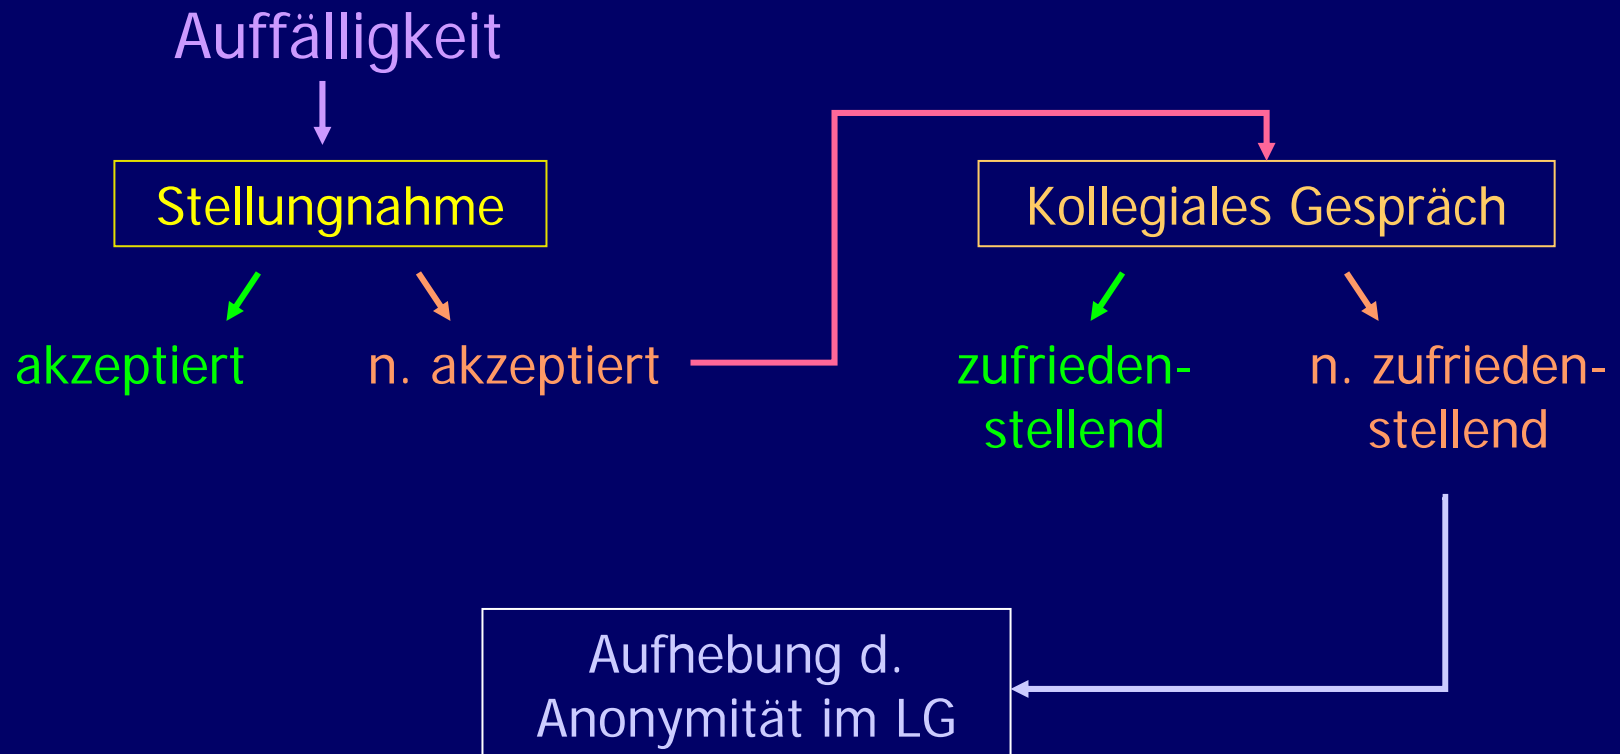 Auffälligkeit
Stellungnahme
Kollegiales Gespräch
akzeptiert
n. akzeptiert
zufrieden-
stellend
n. zufrieden-
stellend
Aufhebung d.
Anonymität im LG